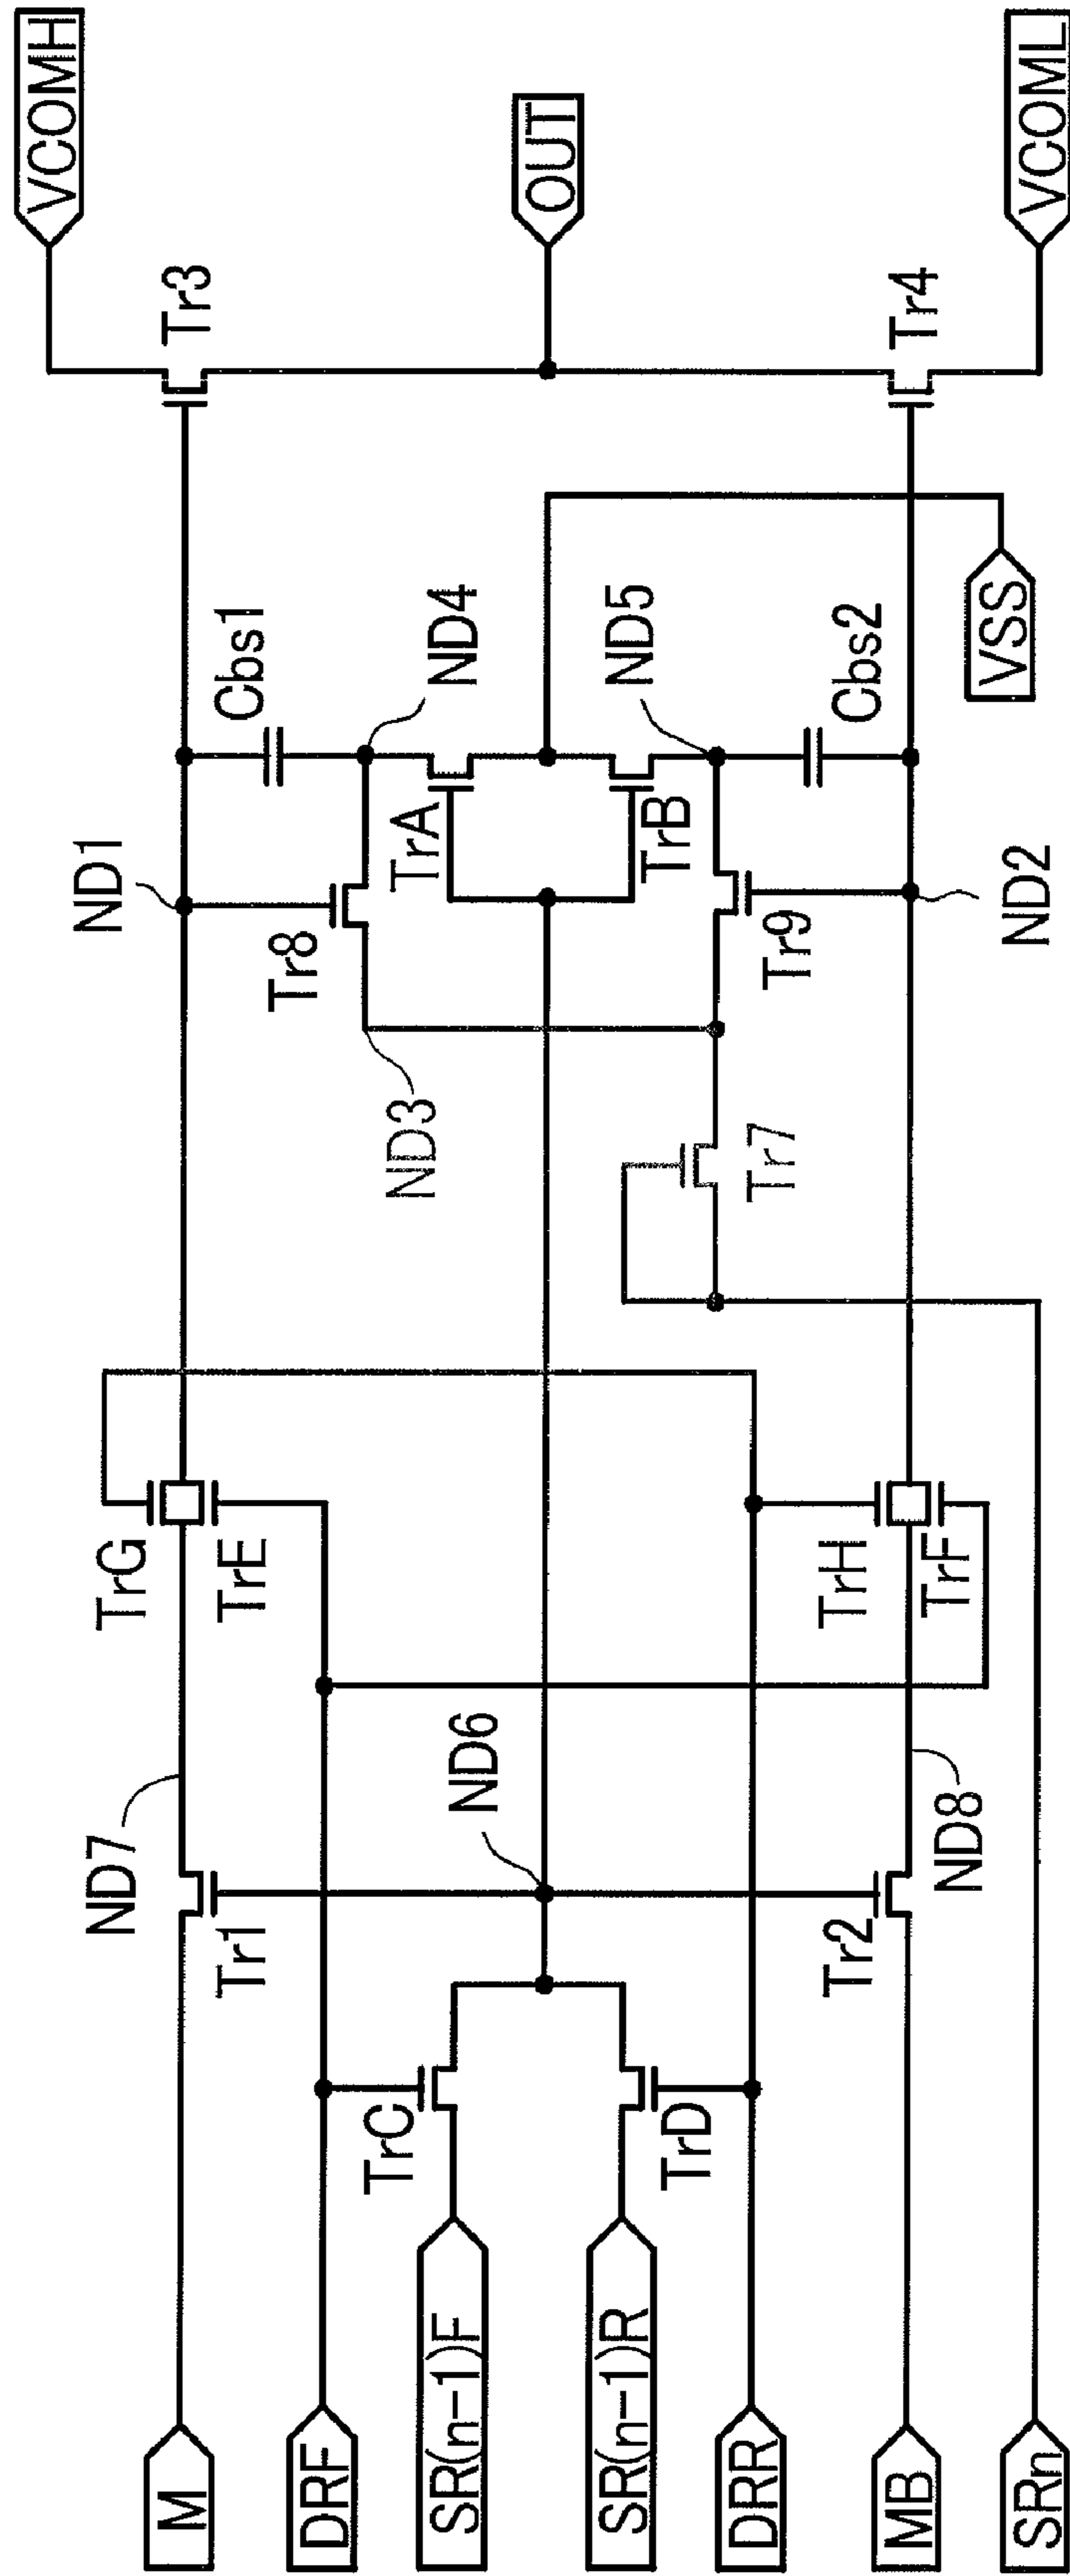 VCOMH
OUT
VCOML
Tr3
Tr4
Cbs1
ND4
ND5
Cbs2
VSS
ND1
TrA
TrB
Tr8
Tr9
ND2
ND3
Tr7
TrG
TrE
TrH
TrF
ND7
ND6
ND8
Tr1
Tr2
TrC
TrD
M
DRF
SR(n-1)F
SR(n-1)R
DRR
MB
SRn